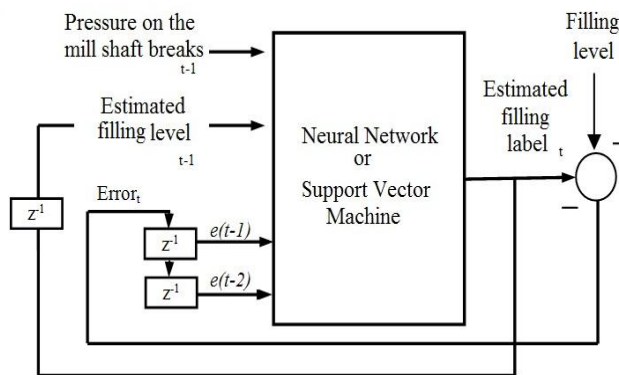 Pressure on the
mill shaft breaks
t-1
Estimated
filling level
t-1
Error t
z-1
z-1
z-1
e(t-1)
e(t-2)
Neural Network
or
Support Vector
Machine
Estimated
filling
label t
Filling
level
–
–